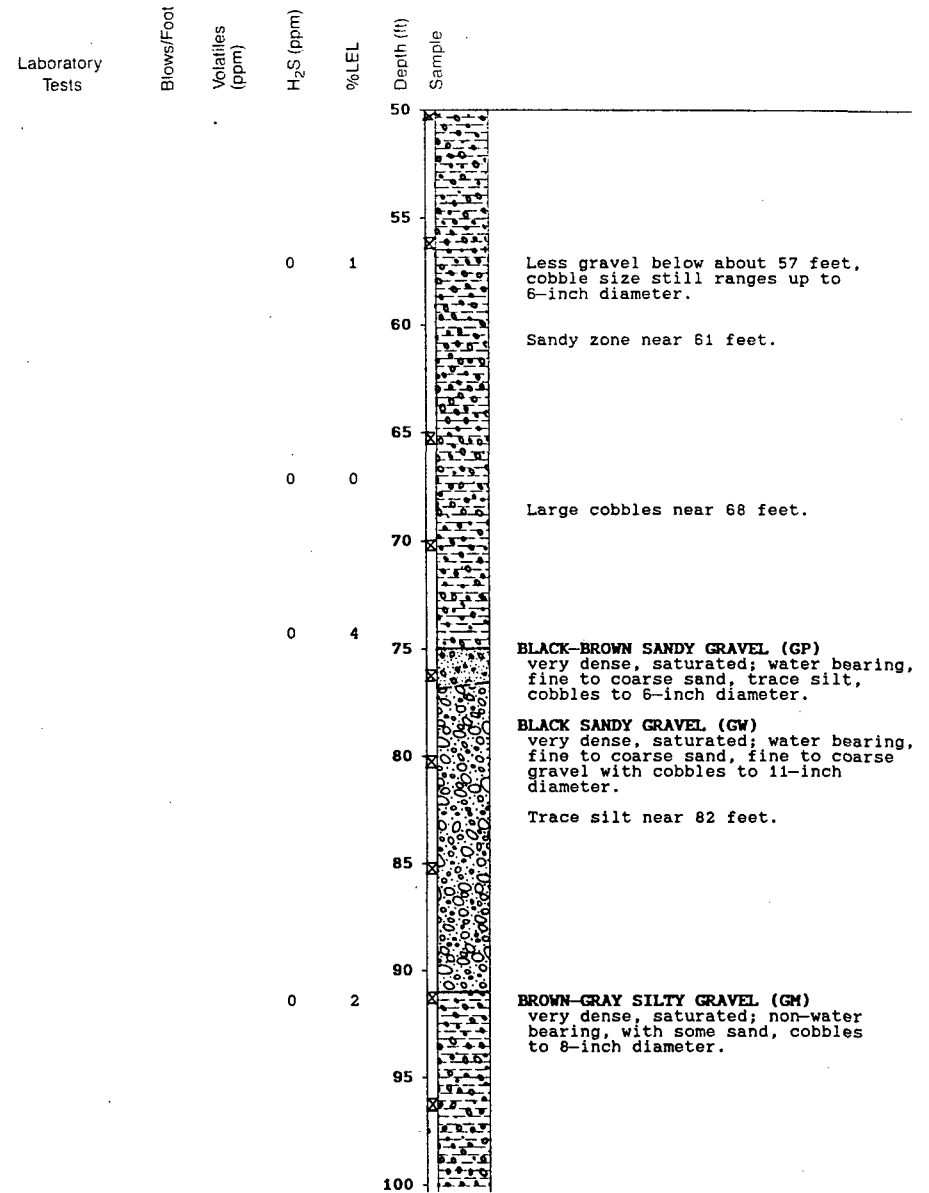 Laboratory
Tests
Blows/Foot
Volatiles
(ppm)
H₂S (ppm)
%LEL
Depth (ft)
Sample
50
55
0 1 Less gravel below about 57 feet,
cobble size still ranges up to
6-inch diameter.
60
Sandy zone near 61 feet.
65
0 0
Large cobbles near 68 feet.
70
0 4
75 BLACK-BROWN SANDY GRAVEL (GP)
very dense, saturated; water bearing,
fine to coarse sand, trace silt,
cobbles to 6-inch diameter.
BLACK SANDY GRAVEL (GW)
very dense, saturated; water bearing,
80 fine to coarse sand, fine to coarse
gravel with cobbles to 11-inch
diameter.
Trace silt near 82 feet.
85
90
0 2 BROWN-GRAY SILTY GRAVEL (GM)
very dense, saturated; non-water
bearing, with some sand, cobbles
to 8-inch diameter.
95
100